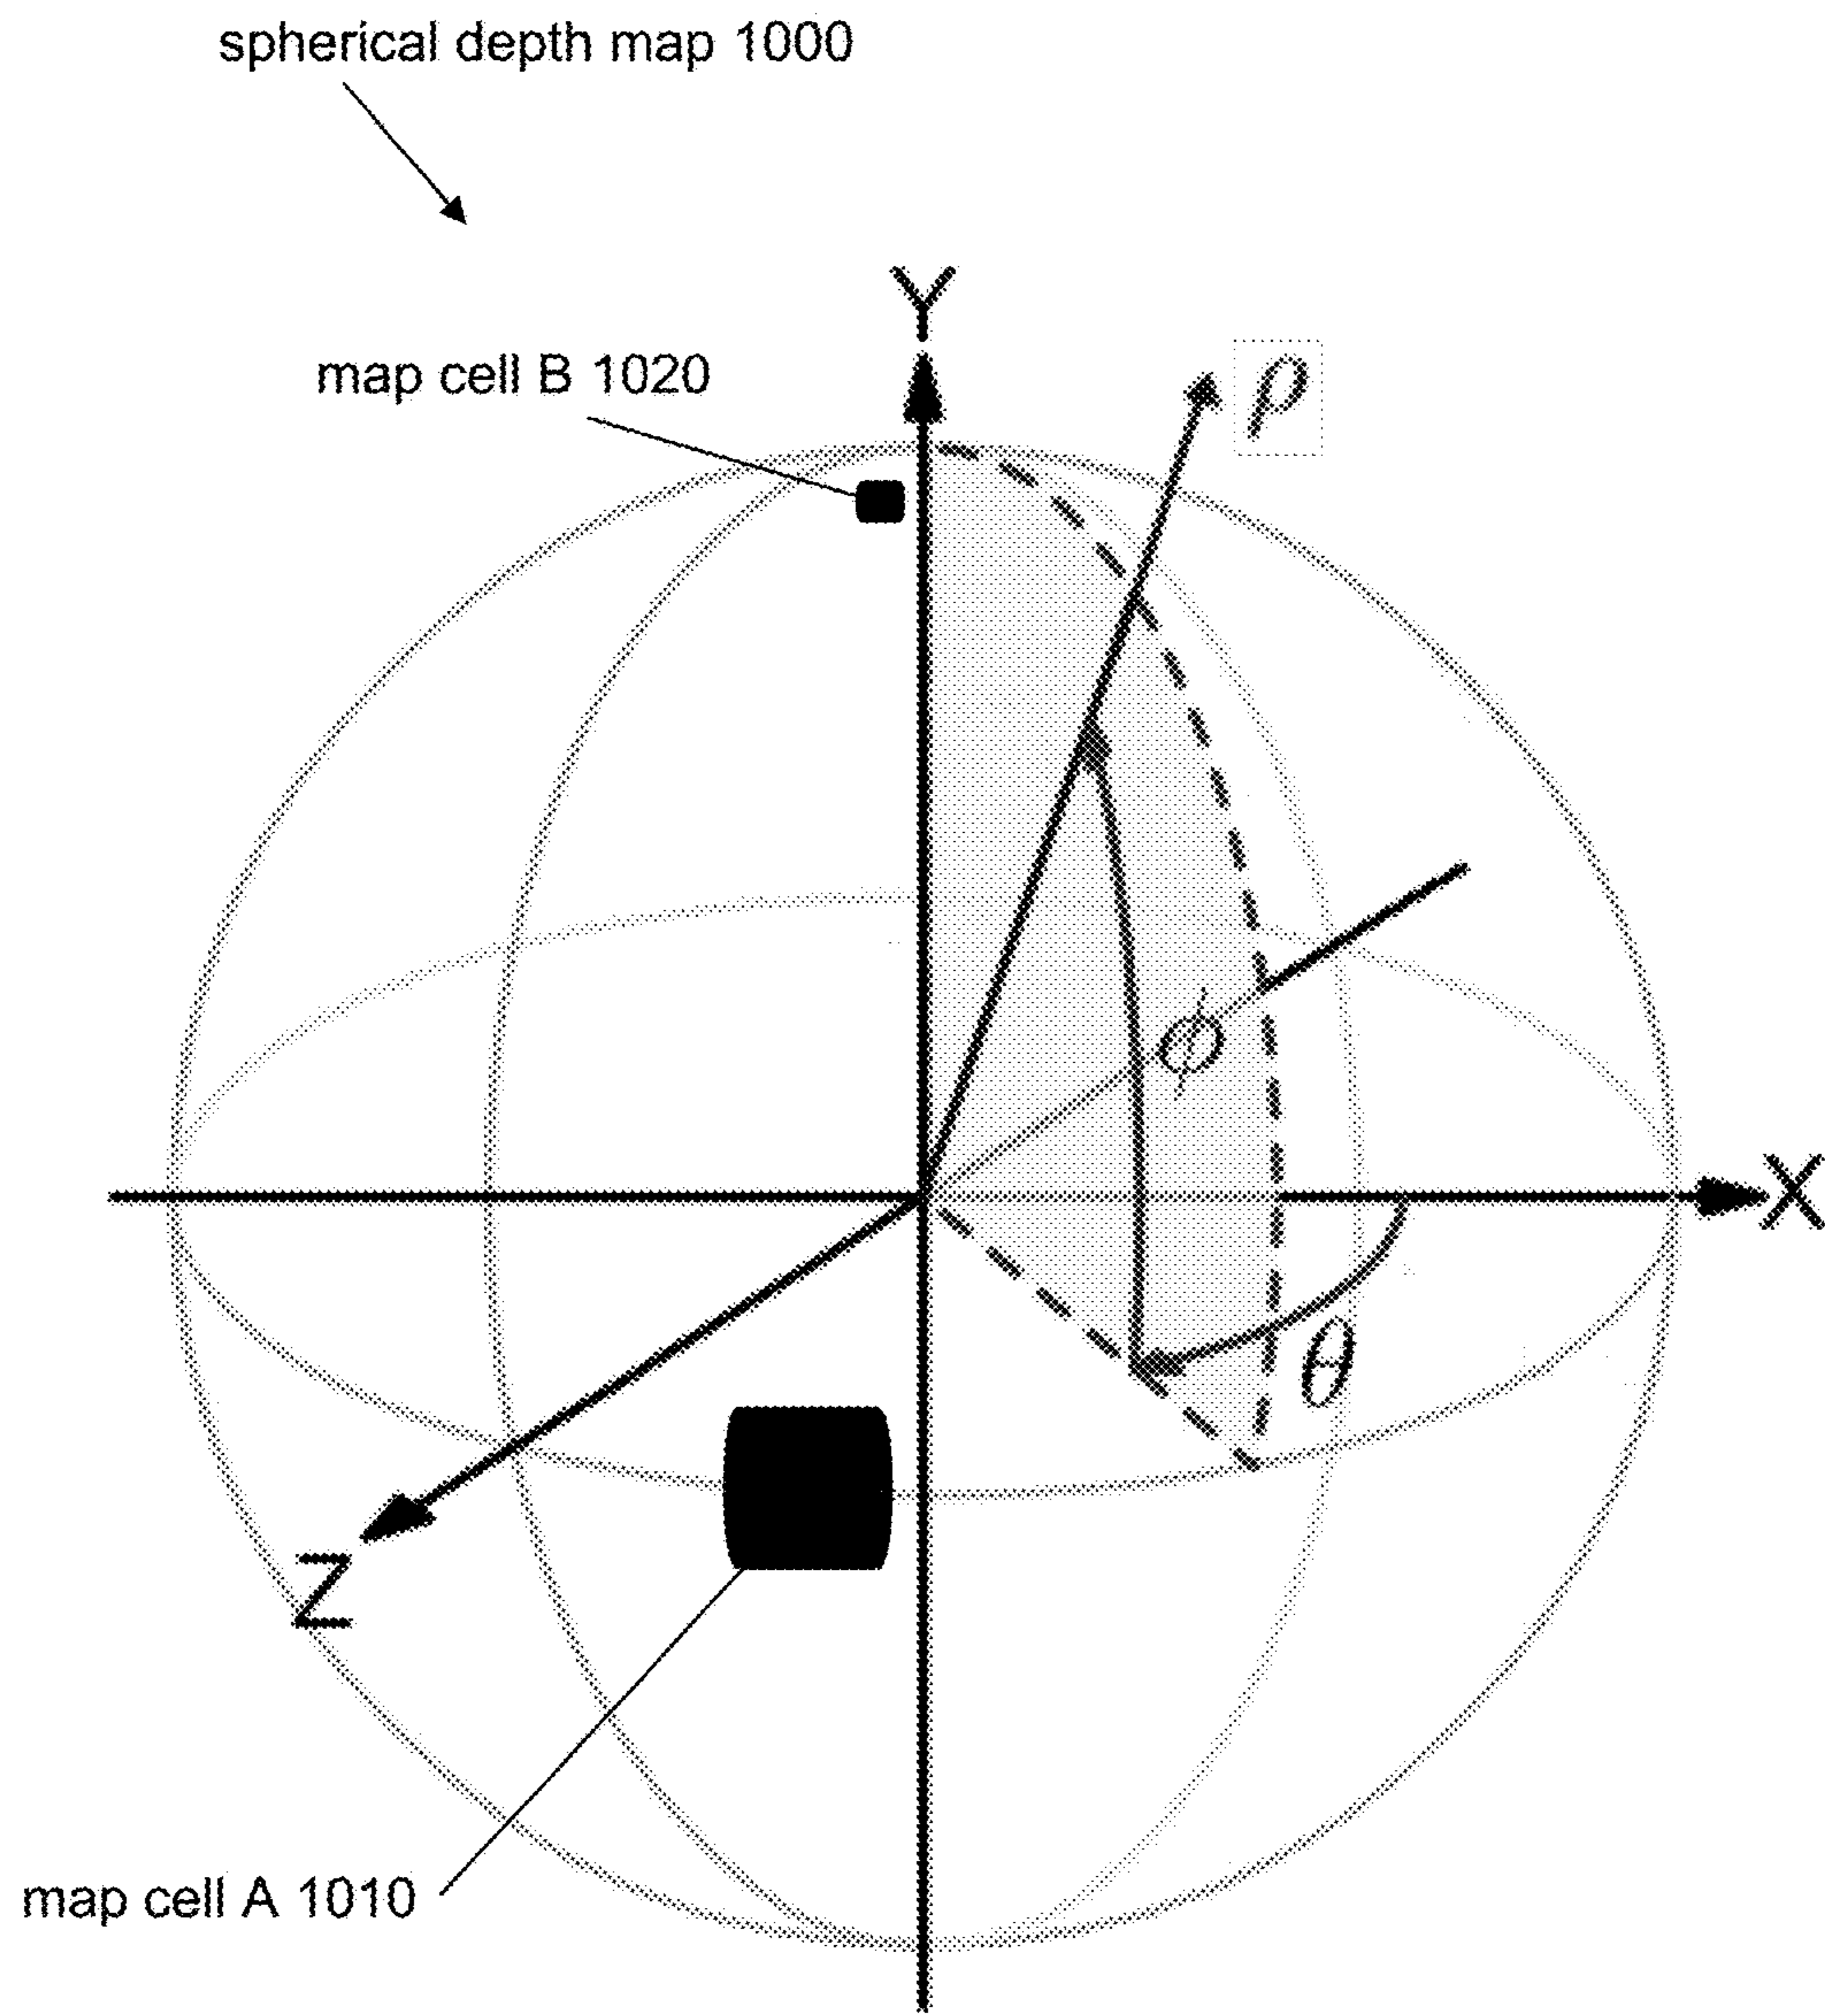 spherical depth map 1000
Y
ρ
map cell B 1020
ϕ
X
θ
Z
map cell A 1010